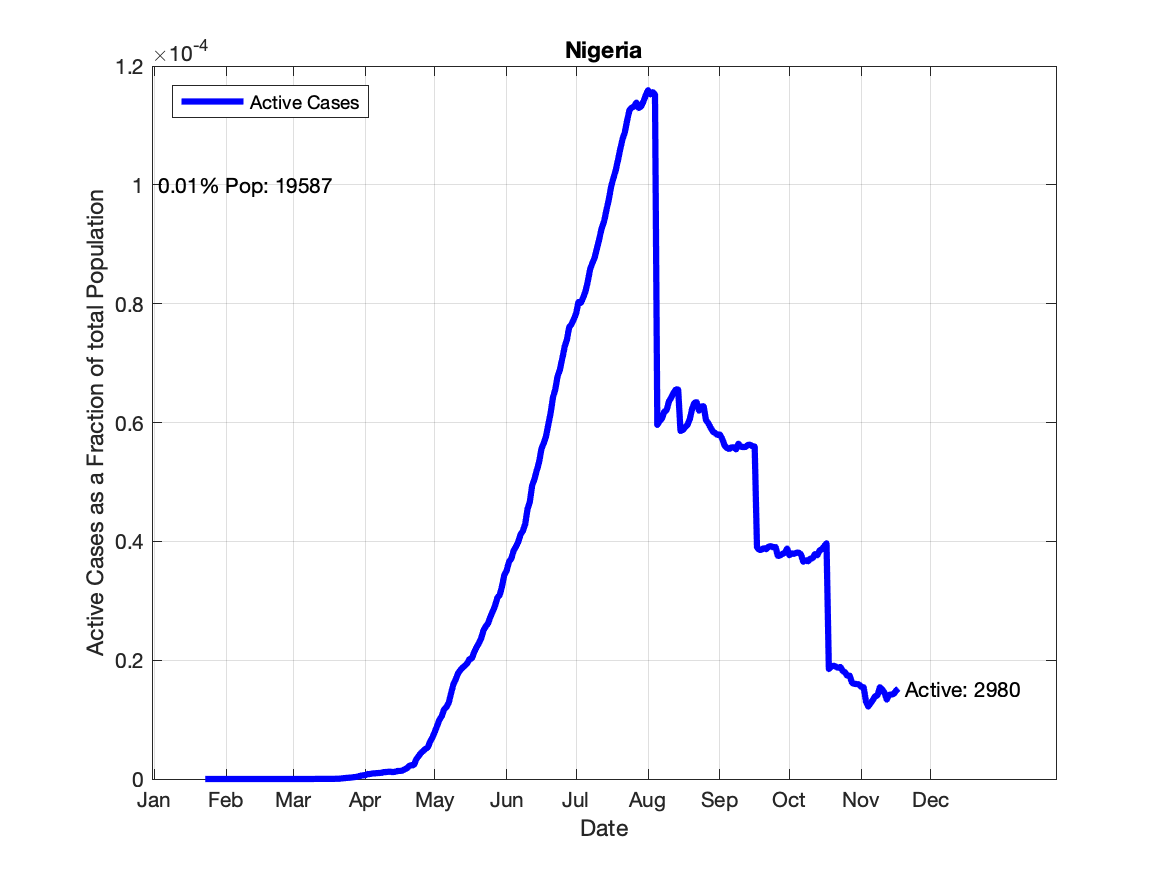 Nigeria
×10-4
1.2
1
0.8
0.6
0.4
0.2
0
Active Cases
0.01% Pop: 19587
Active: 2980
Active Cases as a Fraction of total Population
Jan Feb Mar Apr May Jun Jul Aug Sep Oct Nov Dec
Date